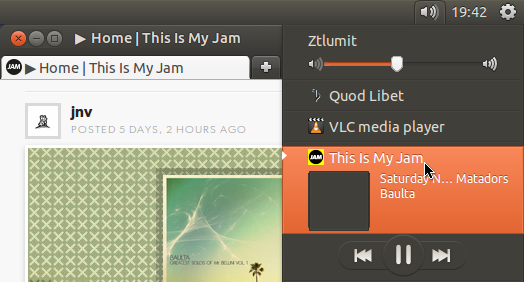 19:42
▶ Home | This Is My Jam
JAM ▶ Home | This Is My Jam
jnv
POSTED 5 DAYS, 2 HOURS AGO
BAULTA
GREATEST SOLOS OF MR BELLINI VOL. 1
Ztlumit
Quod Libet
VLC media player
JAM This Is My Jam
Saturday N... Matadors
Baulta